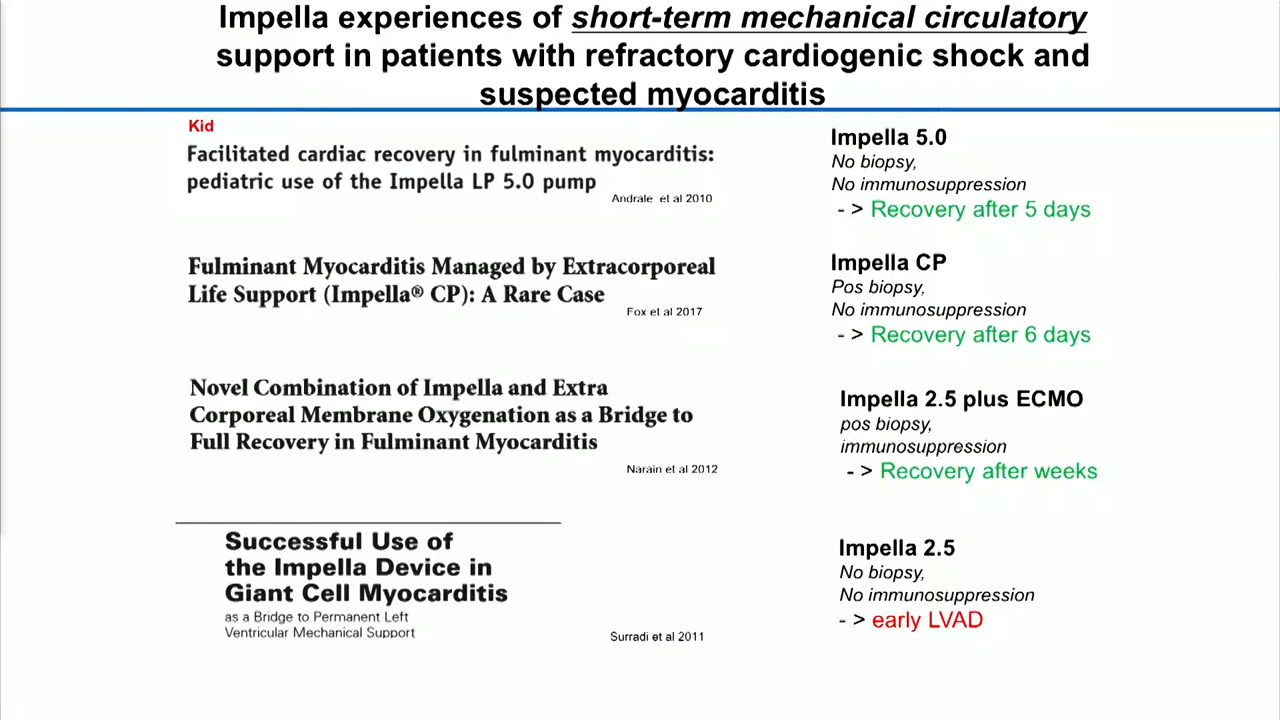 Impella experiences of short-term mechanical circulatory
support in patients with refractory cardiogenic shock and
suspected myocarditis
Kid
Facilitated cardiac recovery in fulminant myocarditis:
pediatric use of the Impella LP 5.0 pump
Andrale et al 2010
Impella 5.0
No biopsy,
No immunosuppression
- > Recovery after 5 days
Fulminant Myocarditis Managed by Extracorporeal
Life Support (Impella® CP): A Rare Case
Fox et al 2017
Impella CP
Pos biopsy,
No immunosuppression
- > Recovery after 6 days
Novel Combination of Impella and Extra
Corporeal Membrane Oxygenation as a Bridge to
Full Recovery in Fulminant Myocarditis
Narain et al 2012
Impella 2.5 plus ECMO
pos biopsy,
immunosuppression
- > Recovery after weeks
Successful Use of
the Impella Device in
Giant Cell Myocarditis
as a Bridge to Permanent Left
Ventricular Mechanical Support
Surradi et al 2011
Impella 2.5
No biopsy,
No immunosuppression
- > early LVAD